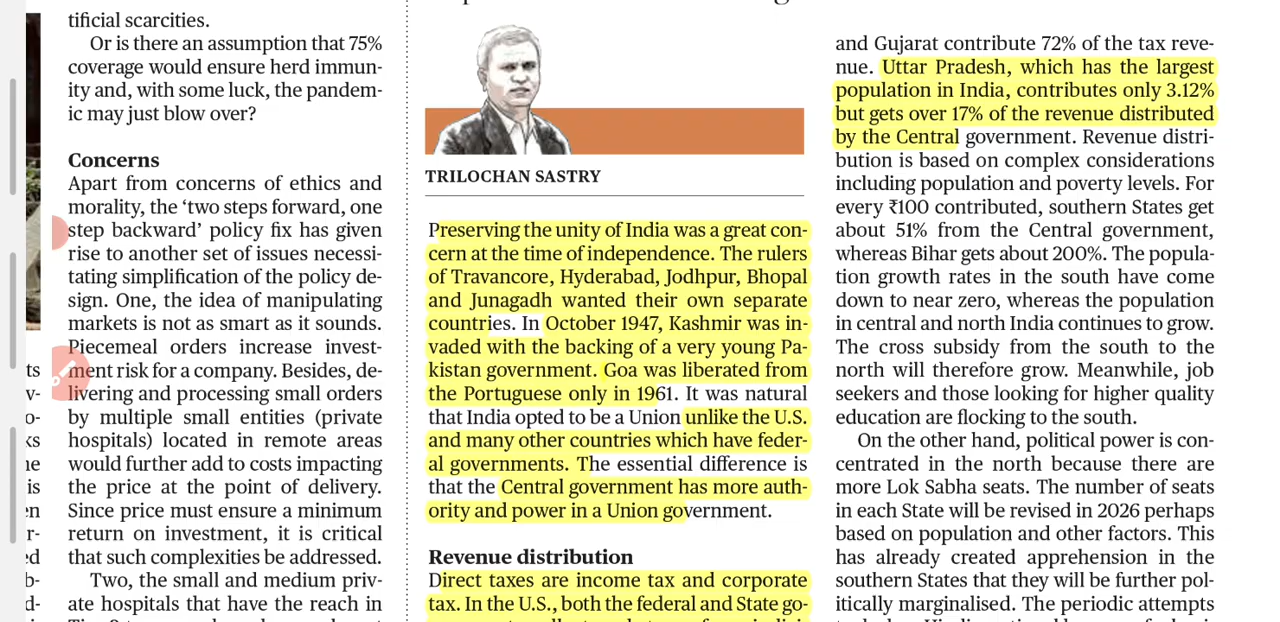 tificial scarcities.
Or is there an assumption that 75%
coverage would ensure herd immun-
ity and, with some luck, the pandem-
ic may just blow over?
Concerns
Apart from concerns of ethics and
morality, the ‘two steps forward, one
step backward’ policy fix has given
rise to another set of issues necessi-
tating simplification of the policy de-
sign. One, the idea of manipulating
markets is not as smart as it sounds.
Piecemeal orders increase invest-
ment risk for a company. Besides, de-
livering and processing small orders
by multiple small entities (private
hospitals) located in remote areas
would further add to costs impacting
the price at the point of delivery.
Since price must ensure a minimum
return on investment, it is critical
that such complexities be addressed.
Two, the small and medium priv-
ate hospitals that have the reach in
TRILOCHAN SASTRY
Preserving the unity of India was a great con-
cern at the time of independence. The rulers
of Travancore, Hyderabad, Jodhpur, Bhopal
and Junagadh wanted their own separate
countries. In October 1947, Kashmir was in-
vaded with the backing of a very young Pa-
kistan government. Goa was liberated from
the Portuguese only in 1961. It was natural
that India opted to be a Union unlike the U.S.
and many other countries which have feder-
al governments. The essential difference is
that the Central government has more auth-
ority and power in a Union government.
Revenue distribution
Direct taxes are income tax and corporate
tax. In the U.S., both the federal and State go-
and Gujarat contribute 72% of the tax reve-
nue. Uttar Pradesh, which has the largest
population in India, contributes only 3.12%
but gets over 17% of the revenue distributed
by the Central government. Revenue distri-
bution is based on complex considerations
including population and poverty levels. For
every ₹100 contributed, southern States get
about 51% from the Central government,
whereas Bihar gets about 200%. The popula-
tion growth rates in the south have come
down to near zero, whereas the population
in central and north India continues to grow.
The cross subsidy from the south to the
north will therefore grow. Meanwhile, job
seekers and those looking for higher quality
education are flocking to the south.
On the other hand, political power is con-
centrated in the north because there are
more Lok Sabha seats. The number of seats
in each State will be revised in 2026 perhaps
based on population and other factors. This
has already created apprehension in the
southern States that they will be further pol-
itically marginalised. The periodic attempts